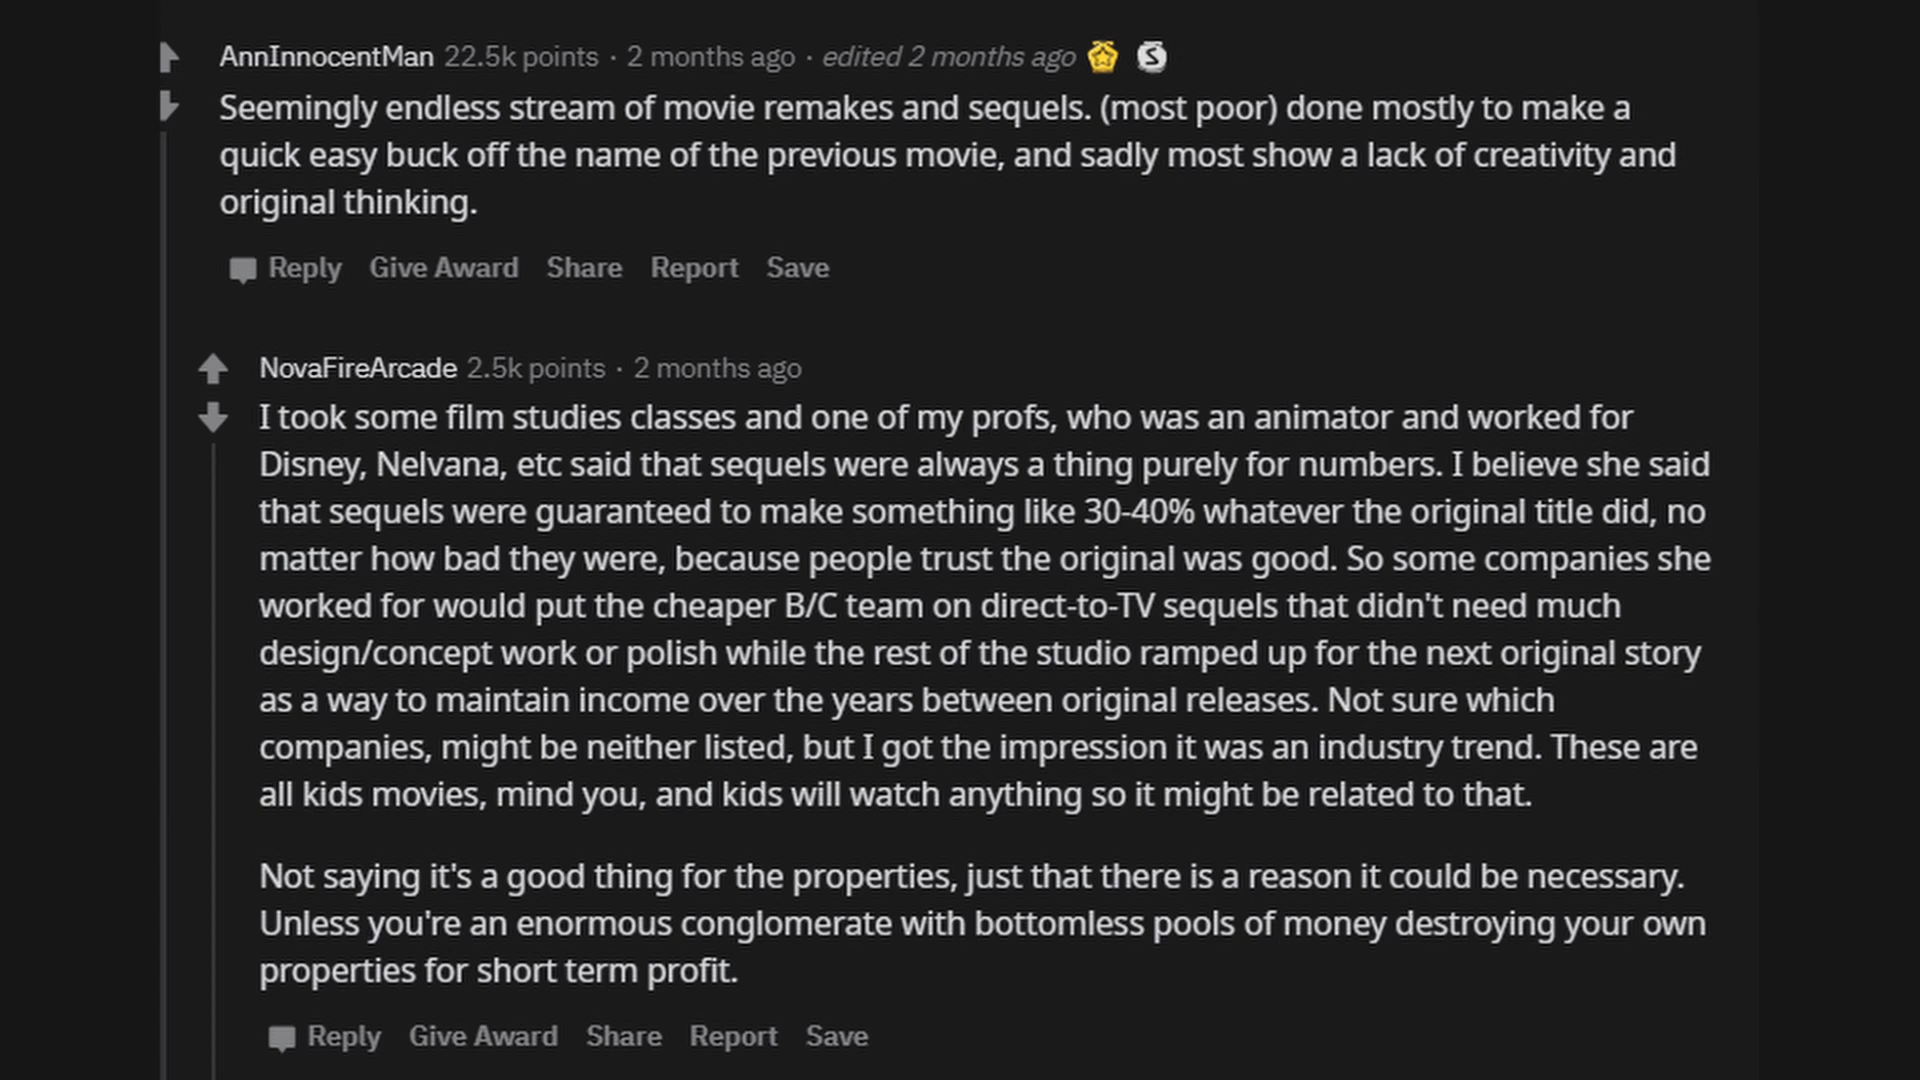 AnnInnocentMan 22.5k points · 2 months ago · edited 2 months ago
Seemingly endless stream of movie remakes and sequels. (most poor) done mostly to make a
quick easy buck off the name of the previous movie, and sadly most show a lack of creativity and
original thinking.
Reply Give Award Share Report Save
NovaFireArcade 2.5k points · 2 months ago
I took some film studies classes and one of my profs, who was an animator and worked for
Disney, Nelvana, etc said that sequels were always a thing purely for numbers. I believe she said
that sequels were guaranteed to make something like 30-40% whatever the original title did, no
matter how bad they were, because people trust the original was good. So some companies she
worked for would put the cheaper B/C team on direct-to-TV sequels that didn't need much
design/concept work or polish while the rest of the studio ramped up for the next original story
as a way to maintain income over the years between original releases. Not sure which
companies, might be neither listed, but I got the impression it was an industry trend. These are
all kids movies, mind you, and kids will watch anything so it might be related to that.
Not saying it's a good thing for the properties, just that there is a reason it could be necessary.
Unless you're an enormous conglomerate with bottomless pools of money destroying your own
properties for short term profit.
Reply Give Award Share Report Save